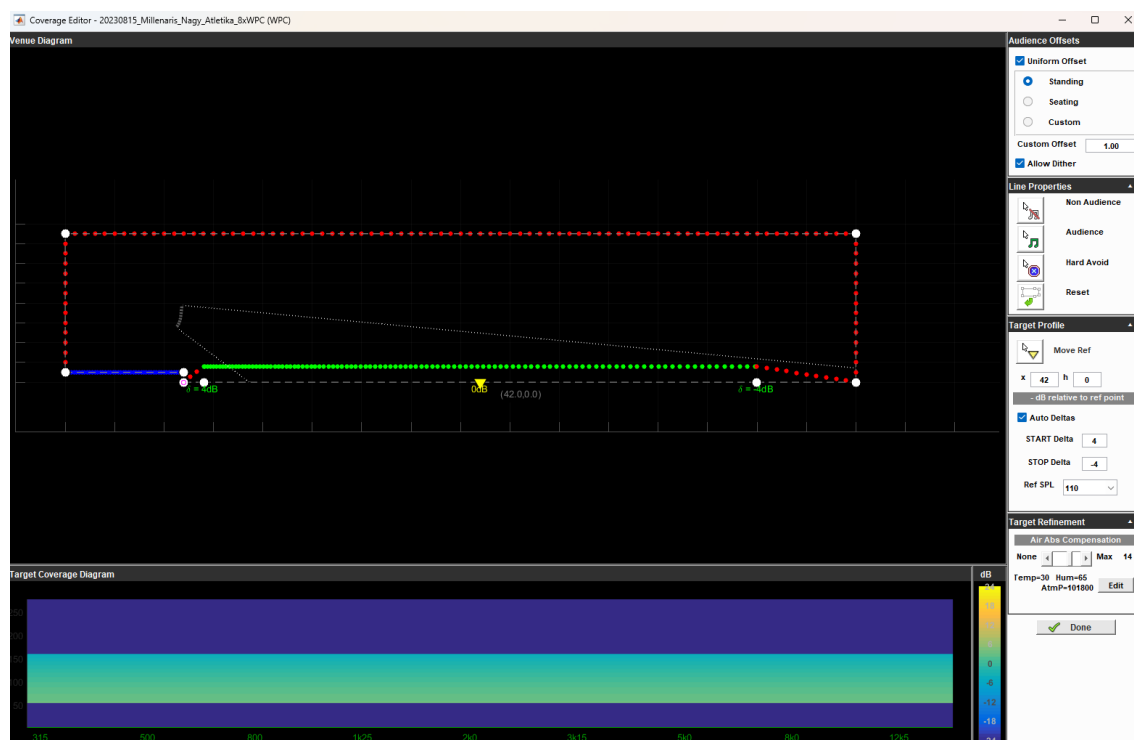 Coverage Editor - 20230815_Millenaris_Nagy_Atletika_8xWPC (WPC)
Venue Diagram
δ = 4dB
0dB
(42.0,0.0)
δ = -4dB
Audience Offsets
Uniform Offset
Standing
Seating
Custom
Custom Offset 1.00
Allow Dither
Line Properties
Non Audience
Audience
Hard Avoid
Reset
Target Profile
Move Ref
x 42 h 0
- dB relative to ref point
Auto Deltas
START Delta 4
STOP Delta -4
Ref SPL 110
Target Refinement
Air Abs Compensation
None Max 14
Temp=30 Hum=65
AtmP=101800 Edit
Done
Target Coverage Diagram
250
200
150
100
50
315 500 800 1k25 2k0 3k15 5k0 8k0 12k5
dB
24
18
0
-6
-12
-18
-24